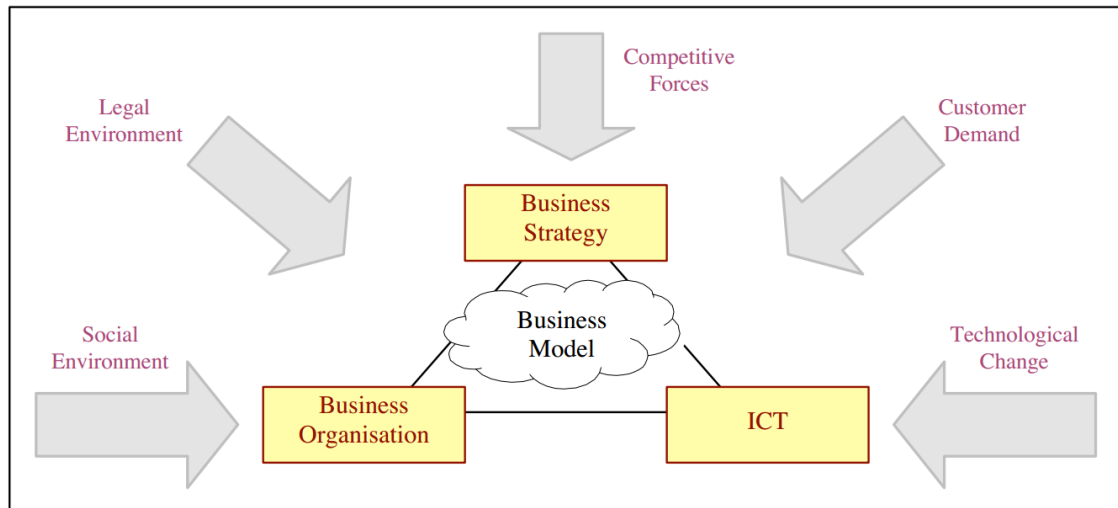 Competitive
Forces
Legal
Environment
Customer
Demand
Business
Strategy
Business
Model
Social
Environment
Technological
Change
Business
Organisation
ICT